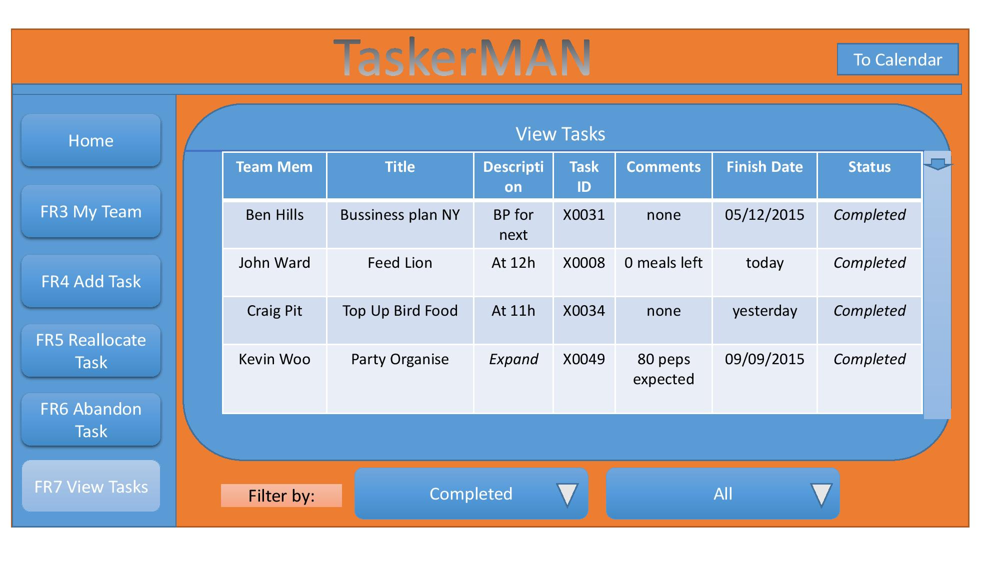 TaskerMAN
To Calendar
Home
FR3 My Team
FR4 Add Task
FR5 Reallocate
Task
FR6 Abandon
Task
FR7 View Tasks
View Tasks
Team Mem Title Descripti on Task ID Comments Finish Date Status
Ben Hills Bussiness plan NY BP for next X0031 none 05/12/2015 Completed
John Ward Feed Lion At 12h X0008 0 meals left today Completed
Craig Pit Top Up Bird Food At 11h X0034 none yesterday Completed
Kevin Woo Party Organise Expand X0049 80 peps expected 09/09/2015 Completed
Filter by: Completed All